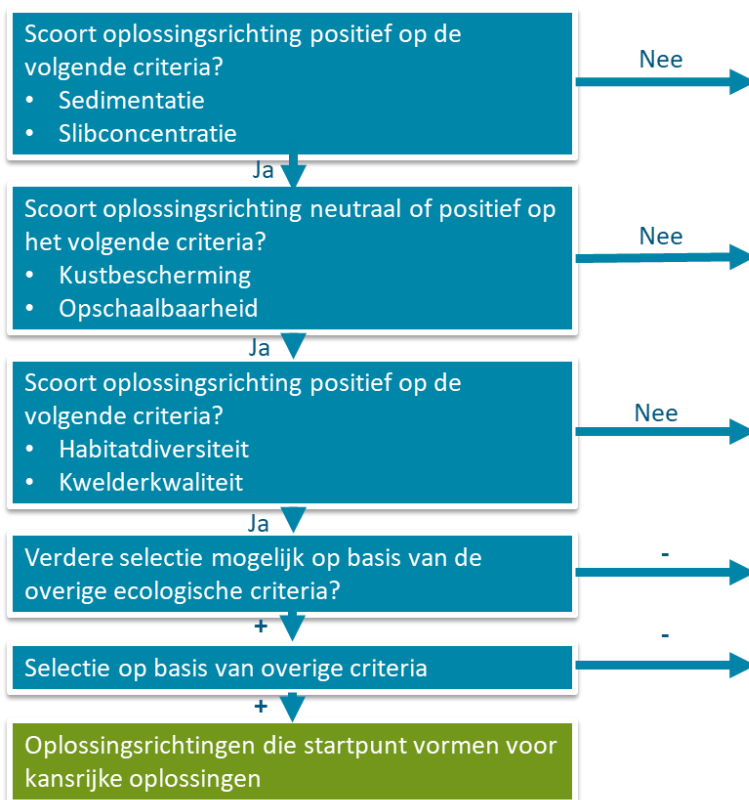 Scoort oplossingsrichting positief op de
volgende criteria?
• Sedimentatie
• Slibconcentratie
Nee
Ja
Scoort oplossingsrichting neutraal of positief op
het volgende criteria?
• Kustbescherming
• Opschaalbaarheid
Nee
Ja
Scoort oplossingsrichting positief op de
volgende criteria?
• Habitatdiversiteit
• Kwelderkwaliteit
Nee
Ja
Verdere selectie mogelijk op basis van de
overige ecologische criteria?
-
+
Selectie op basis van overige criteria
-
+
Oplossingsrichtingen die startpunt vormen voor
kansrijke oplossingen